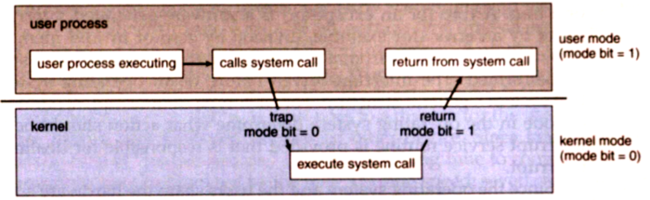 user process
user process executing
calls system call
return from system call
user mode
(mode bit = 1)
kernel
trap
mode bit = 0
return
mode bit = 1
execute system call
kernel mode
(mode bit = 0)